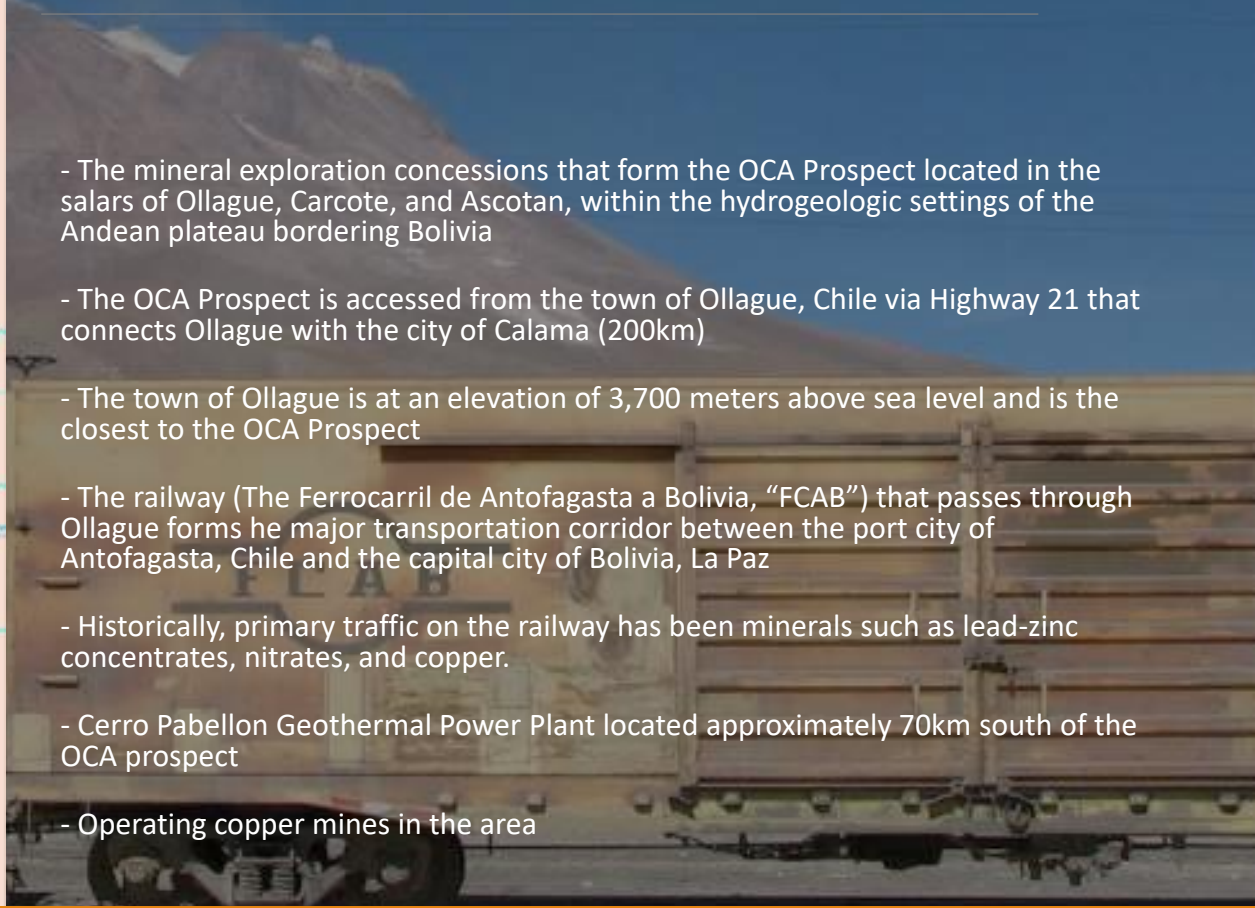 - The mineral exploration concessions that form the OCA Prospect located in the
salars of Ollague, Carcote, and Ascotan, within the hydrogeologic settings of the
Andean plateau bordering Bolivia
- The OCA Prospect is accessed from the town of Ollague, Chile via Highway 21 that
connects Ollague with the city of Calama (200km)
- The town of Ollague is at an elevation of 3,700 meters above sea level and is the
closest to the OCA Prospect
- The railway (The Ferrocarril de Antofagasta a Bolivia, “FCAB”) that passes through
Ollague forms he major transportation corridor between the port city of
Antofagasta, Chile and the capital city of Bolivia, La Paz
FCAB
- Historically, primary traffic on the railway has been minerals such as lead-zinc
concentrates, nitrates, and copper.
- Cerro Pabellon Geothermal Power Plant located approximately 70km south of the
OCA prospect
- Operating copper mines in the area